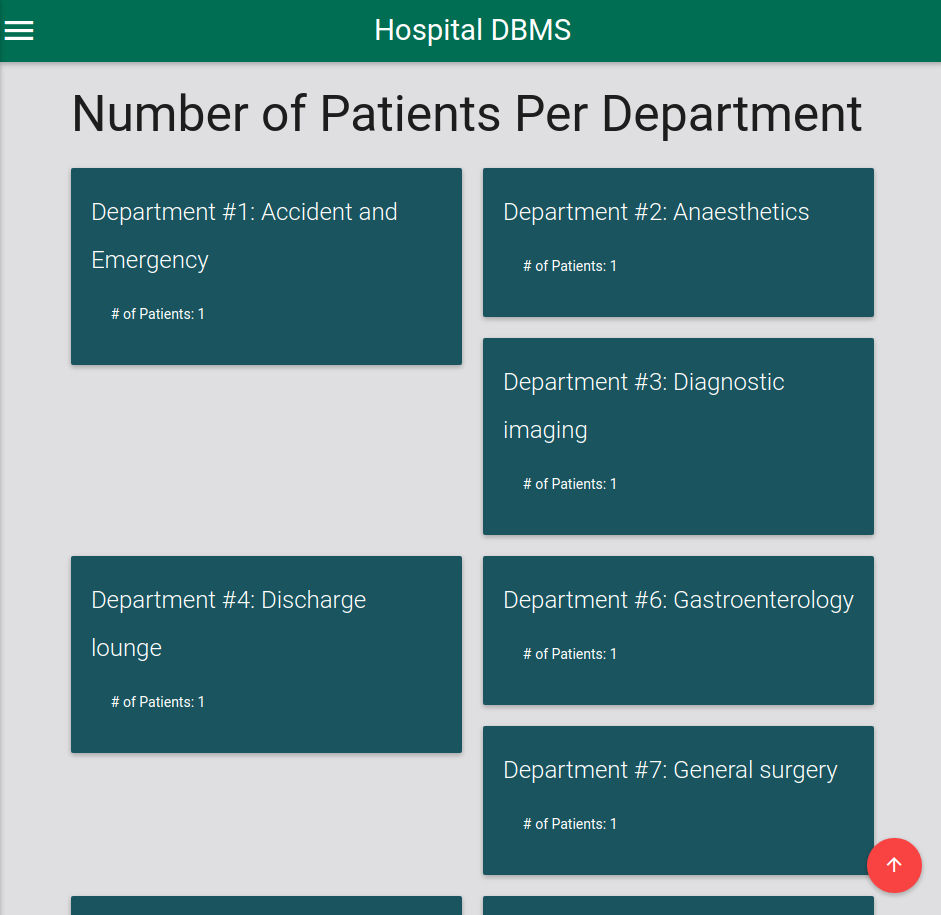 Hospital DBMS
Number of Patients Per Department
Department #1: Accident and
Emergency
# of Patients: 1
Department #2: Anaesthetics
# of Patients: 1
Department #3: Diagnostic
imaging
# of Patients: 1
Department #4: Discharge
lounge
# of Patients: 1
Department #6: Gastroenterology
# of Patients: 1
Department #7: General surgery
# of Patients: 1